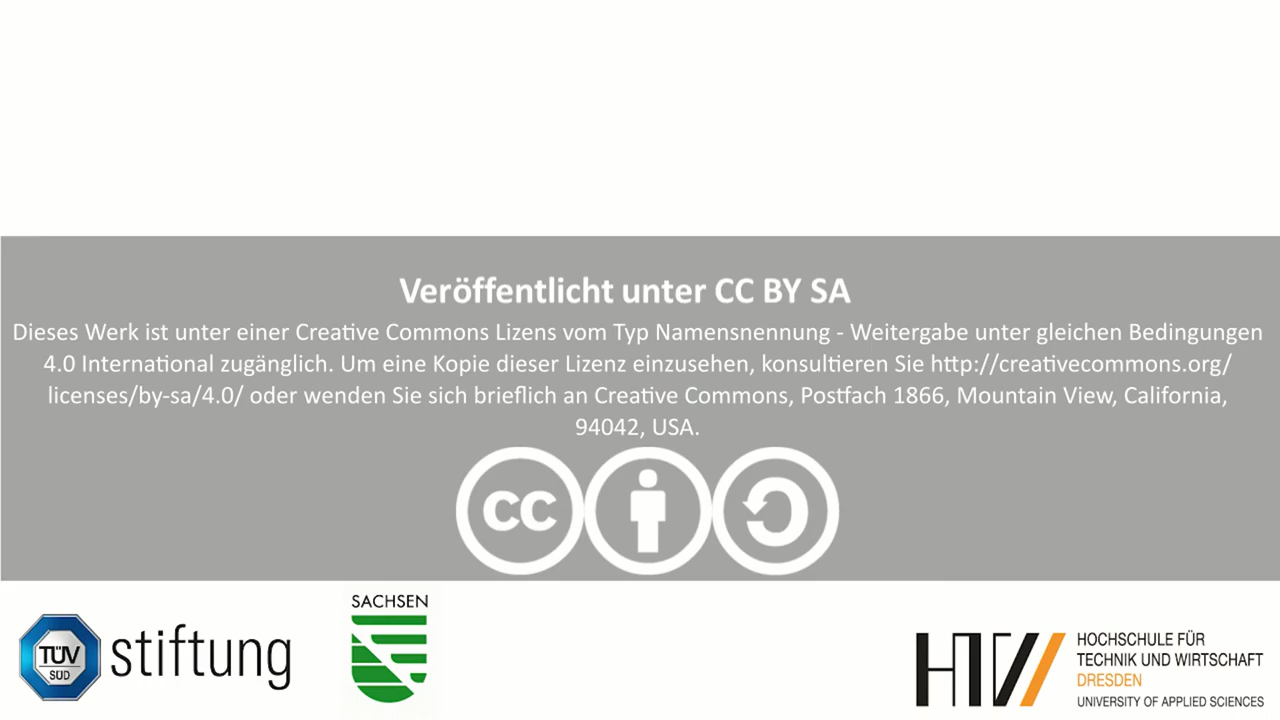 Veröffentlicht unter CC BY SA
Dieses Werk ist unter einer Creative Commons Lizens vom Typ Namensnennung - Weitergabe unter gleichen Bedingungen
4.0 International zugänglich. Um eine Kopie dieser Lizenz einzusehen, konsultieren Sie http://creativecommons.org/
licenses/by-sa/4.0/ oder wenden Sie sich brieflich an Creative Commons, Postfach 1866, Mountain View, California,
94042, USA.
cc
TÜV
SÜD
stiftung
SACHSEN
HTW
HOCHSCHULE FÜR
TECHNIK UND WIRTSCHAFT
DRESDEN
UNIVERSITY OF APPLIED SCIENCES